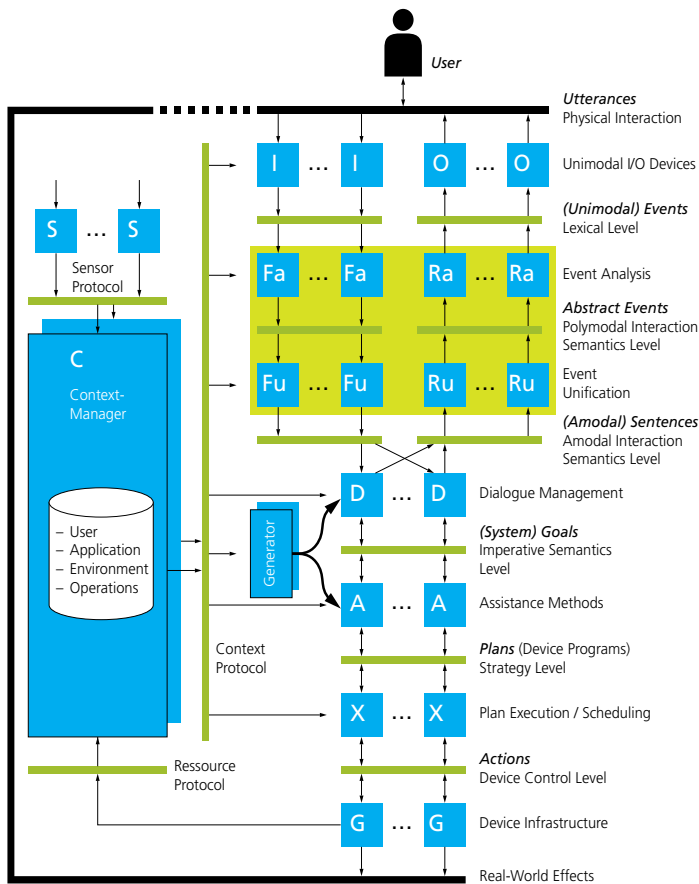 User
Utterances
Physical Interaction
I ... I O ... O Unimodal I/O Devices
S ... S
(Unimodal) Events
Lexical Level
Sensor
Protocol
Fa ... Fa Ra ... Ra Event Analysis
Abstract Events
Polymodal Interaction
Semantics Level
C
Context-
Manager
Fu ... Fu Ru ... Ru Event
Unification
(Amodal) Sentences
Amodal Interaction
Semantics Level
D ... D Dialogue Management
– User
– Application
– Environment
– Operations
Generator
(System) Goals
Imperative Semantics
Level
A ... A Assistance Methods
Context
Protocol
Plans (Device Programs)
Strategy Level
X ... X Plan Execution / Scheduling
Ressource
Protocol
Actions
Device Control Level
G ... G Device Infrastructure
Real-World Effects